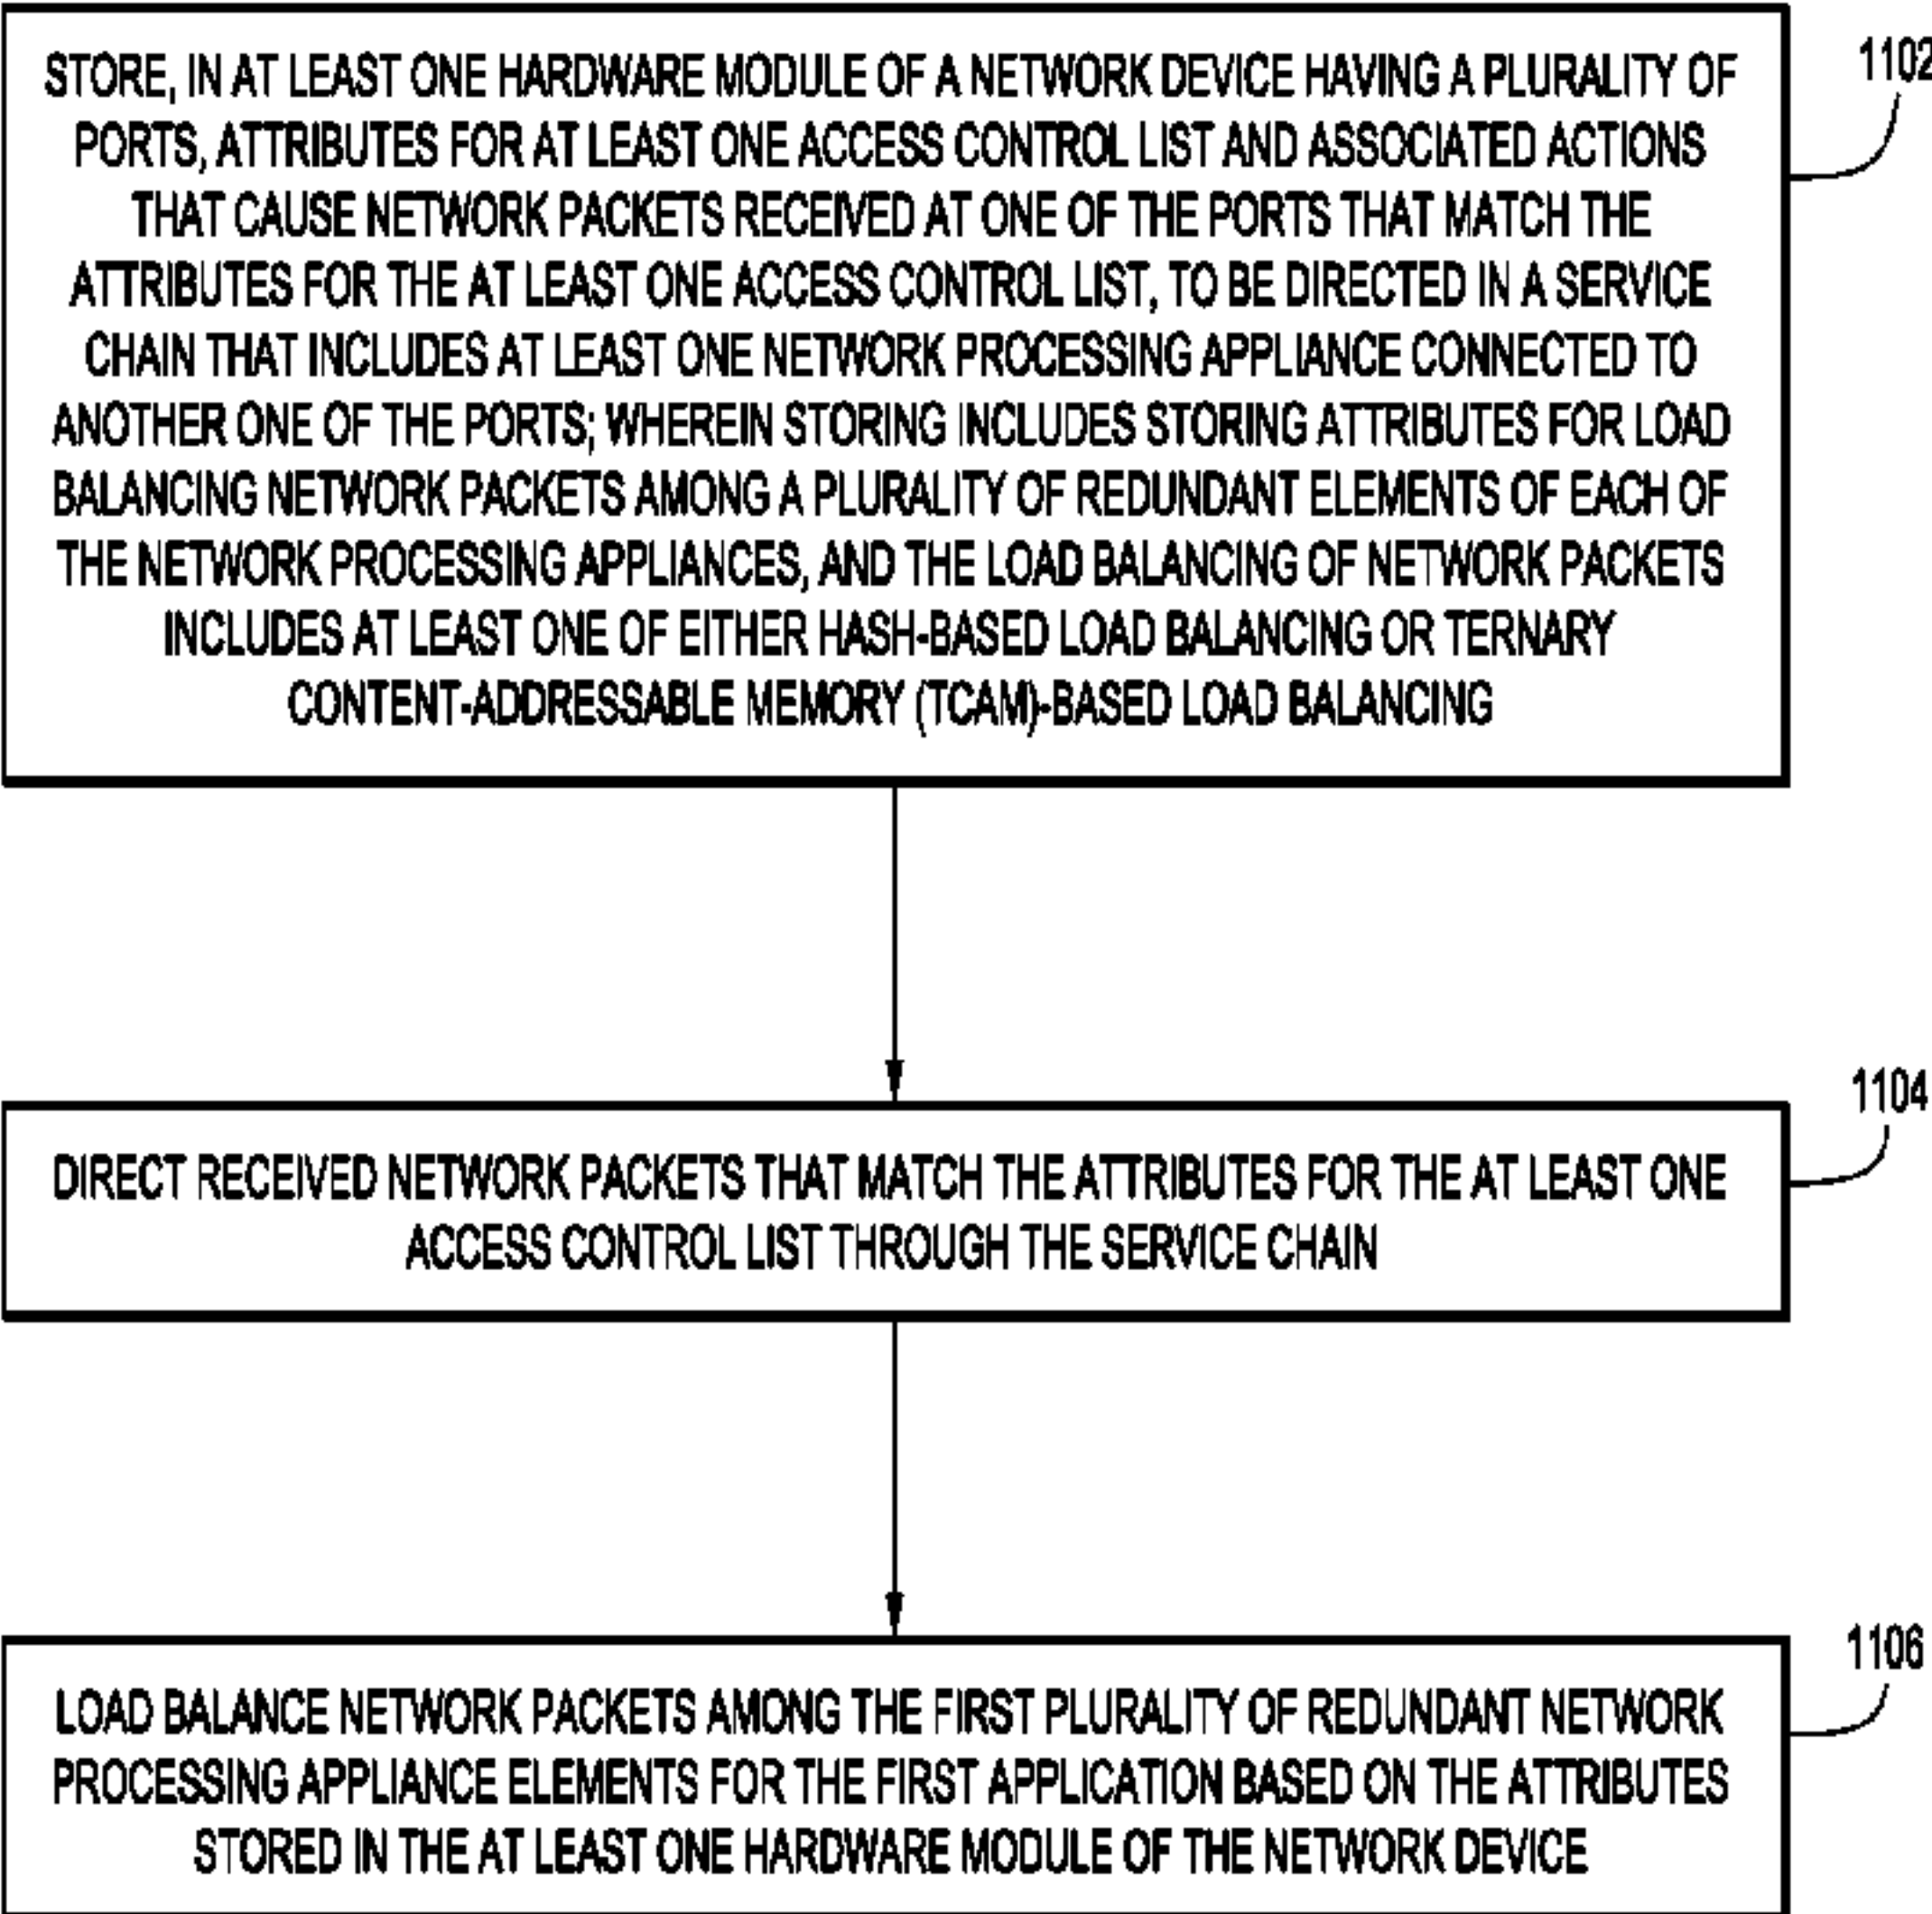 1102
STORE, IN AT LEAST ONE HARDWARE MODULE OF A NETWORK DEVICE HAVING A PLURALITY OF
PORTS, ATTRIBUTES FOR AT LEAST ONE ACCESS CONTROL LIST AND ASSOCIATED ACTIONS
THAT CAUSE NETWORK PACKETS RECEIVED AT ONE OF THE PORTS THAT MATCH THE
ATTRIBUTES FOR THE AT LEAST ONE ACCESS CONTROL LIST, TO BE DIRECTED IN A SERVICE
CHAIN THAT INCLUDES AT LEAST ONE NETWORK PROCESSING APPLIANCE CONNECTED TO
ANOTHER ONE OF THE PORTS; WHEREIN STORING INCLUDES STORING ATTRIBUTES FOR LOAD
BALANCING NETWORK PACKETS AMONG A PLURALITY OF REDUNDANT ELEMENTS OF EACH OF
THE NETWORK PROCESSING APPLIANCES, AND THE LOAD BALANCING OF NETWORK PACKETS
INCLUDES AT LEAST ONE OF EITHER HASH-BASED LOAD BALANCING OR TERNARY
CONTENT-ADDRESSABLE MEMORY (TCAM)-BASED LOAD BALANCING
1104
DIRECT RECEIVED NETWORK PACKETS THAT MATCH THE ATTRIBUTES FOR THE AT LEAST ONE
ACCESS CONTROL LIST THROUGH THE SERVICE CHAIN
1106
LOAD BALANCE NETWORK PACKETS AMONG THE FIRST PLURALITY OF REDUNDANT NETWORK
PROCESSING APPLIANCE ELEMENTS FOR THE FIRST APPLICATION BASED ON THE ATTRIBUTES
STORED IN THE AT LEAST ONE HARDWARE MODULE OF THE NETWORK DEVICE